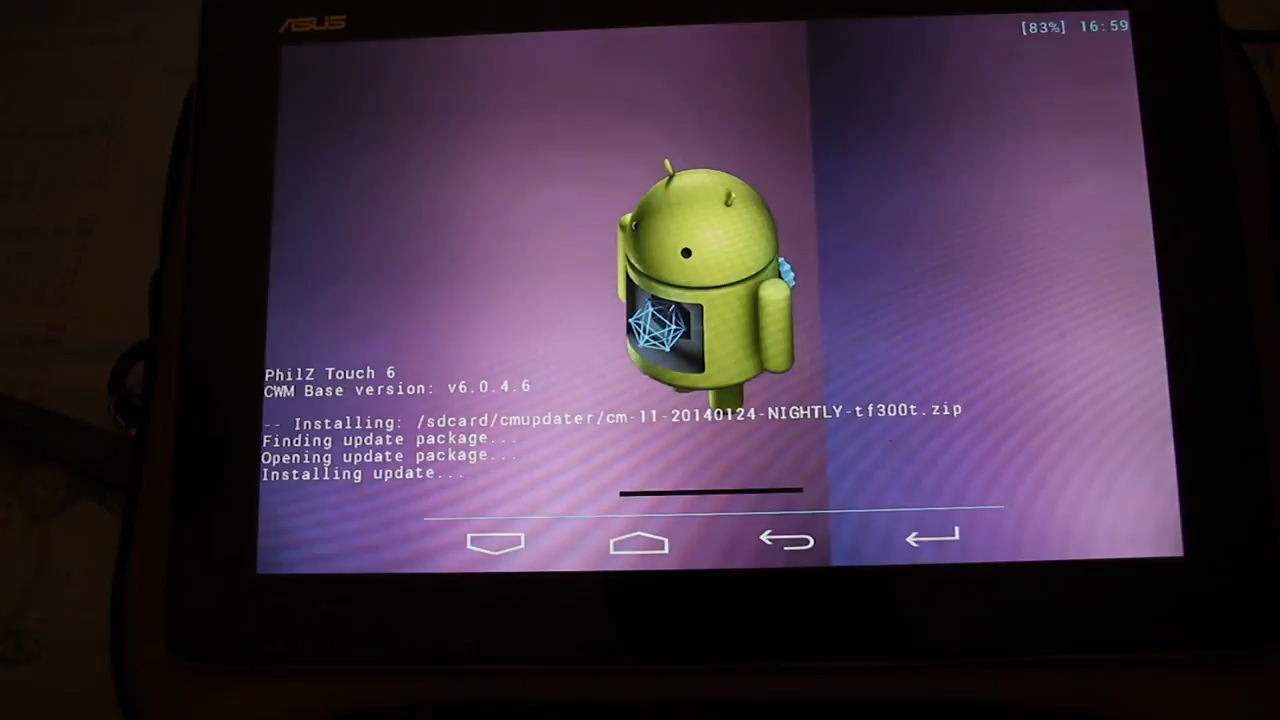 ASUS
[83%] 16:59
PhilZ Touch 6
CWM Base version: v6.0.4.6
-- Installing: /sdcard/cmupdater/cm-11-20140124-NIGHTLY-tf300t.zip
Finding update package...
Opening update package...
Installing update...